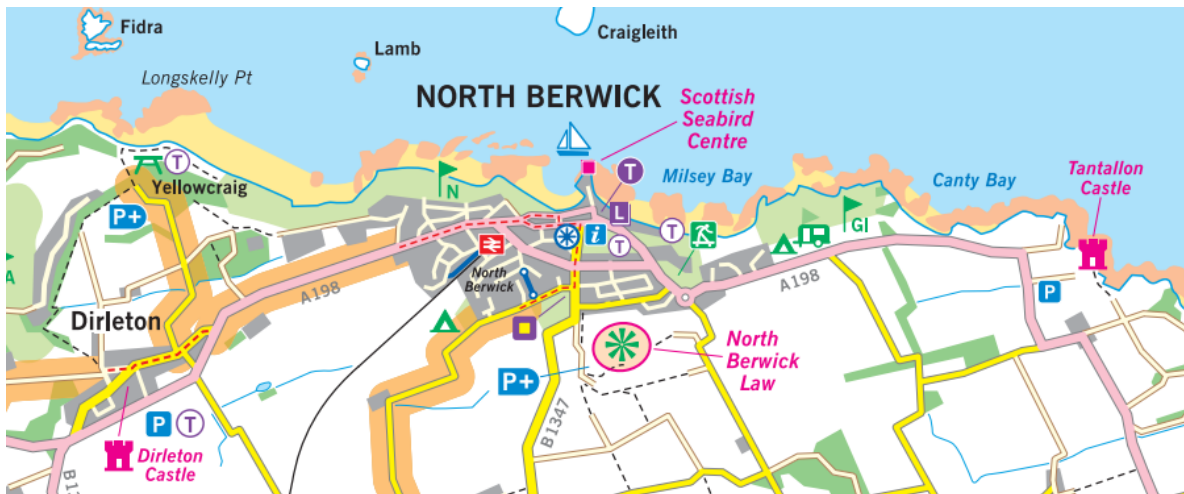 Fidra
Craigleith
Lamb
Longskelly Pt
NORTH BERWICK
Scottish
Seabird
Centre
T
Milsey Bay
Tantallon
Castle
Canty Bay
T
Yellowcraig
N
P+
L
i
T
T
GI
A
North
Berwick
A198
A198
P
Dirleton
North
Berwick
Law
P+
P
T
B1347
Dirleton
Castle